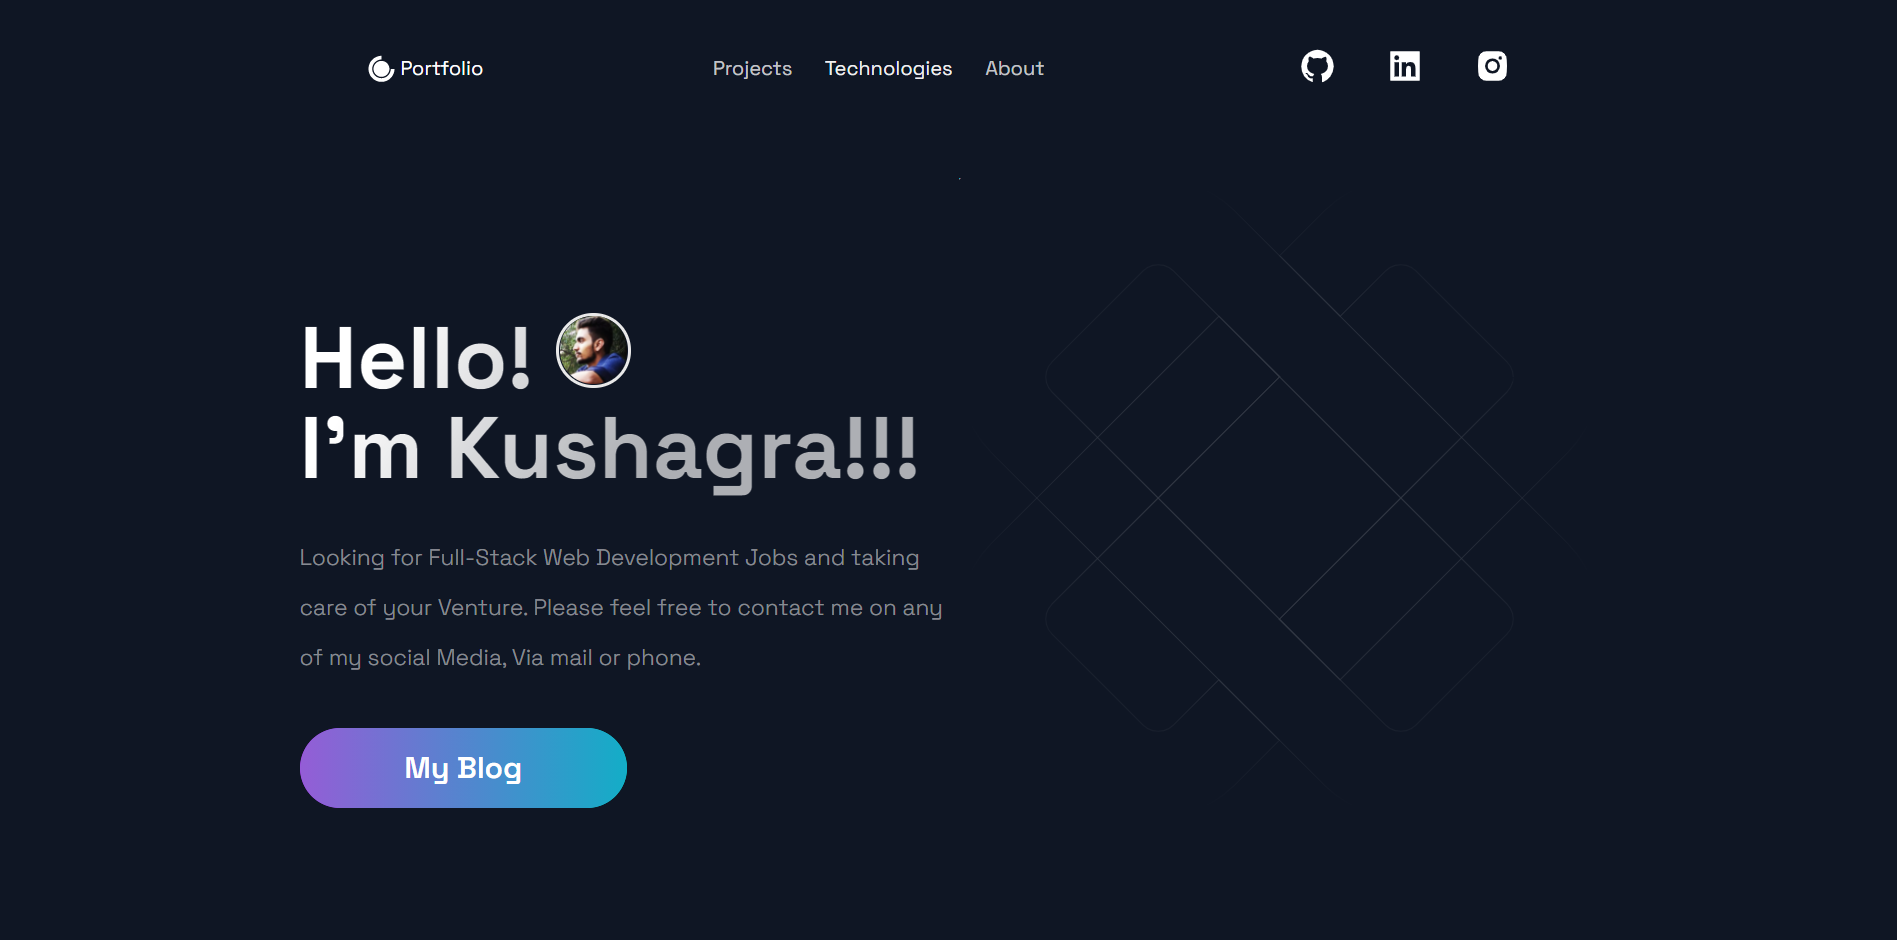 Portfolio
Projects
Technologies
About
Hello!
I'm Kushagra!!!
Looking for Full-Stack Web Development Jobs and taking
care of your Venture. Please feel free to contact me on any
of my social Media, Via mail or phone.
My Blog